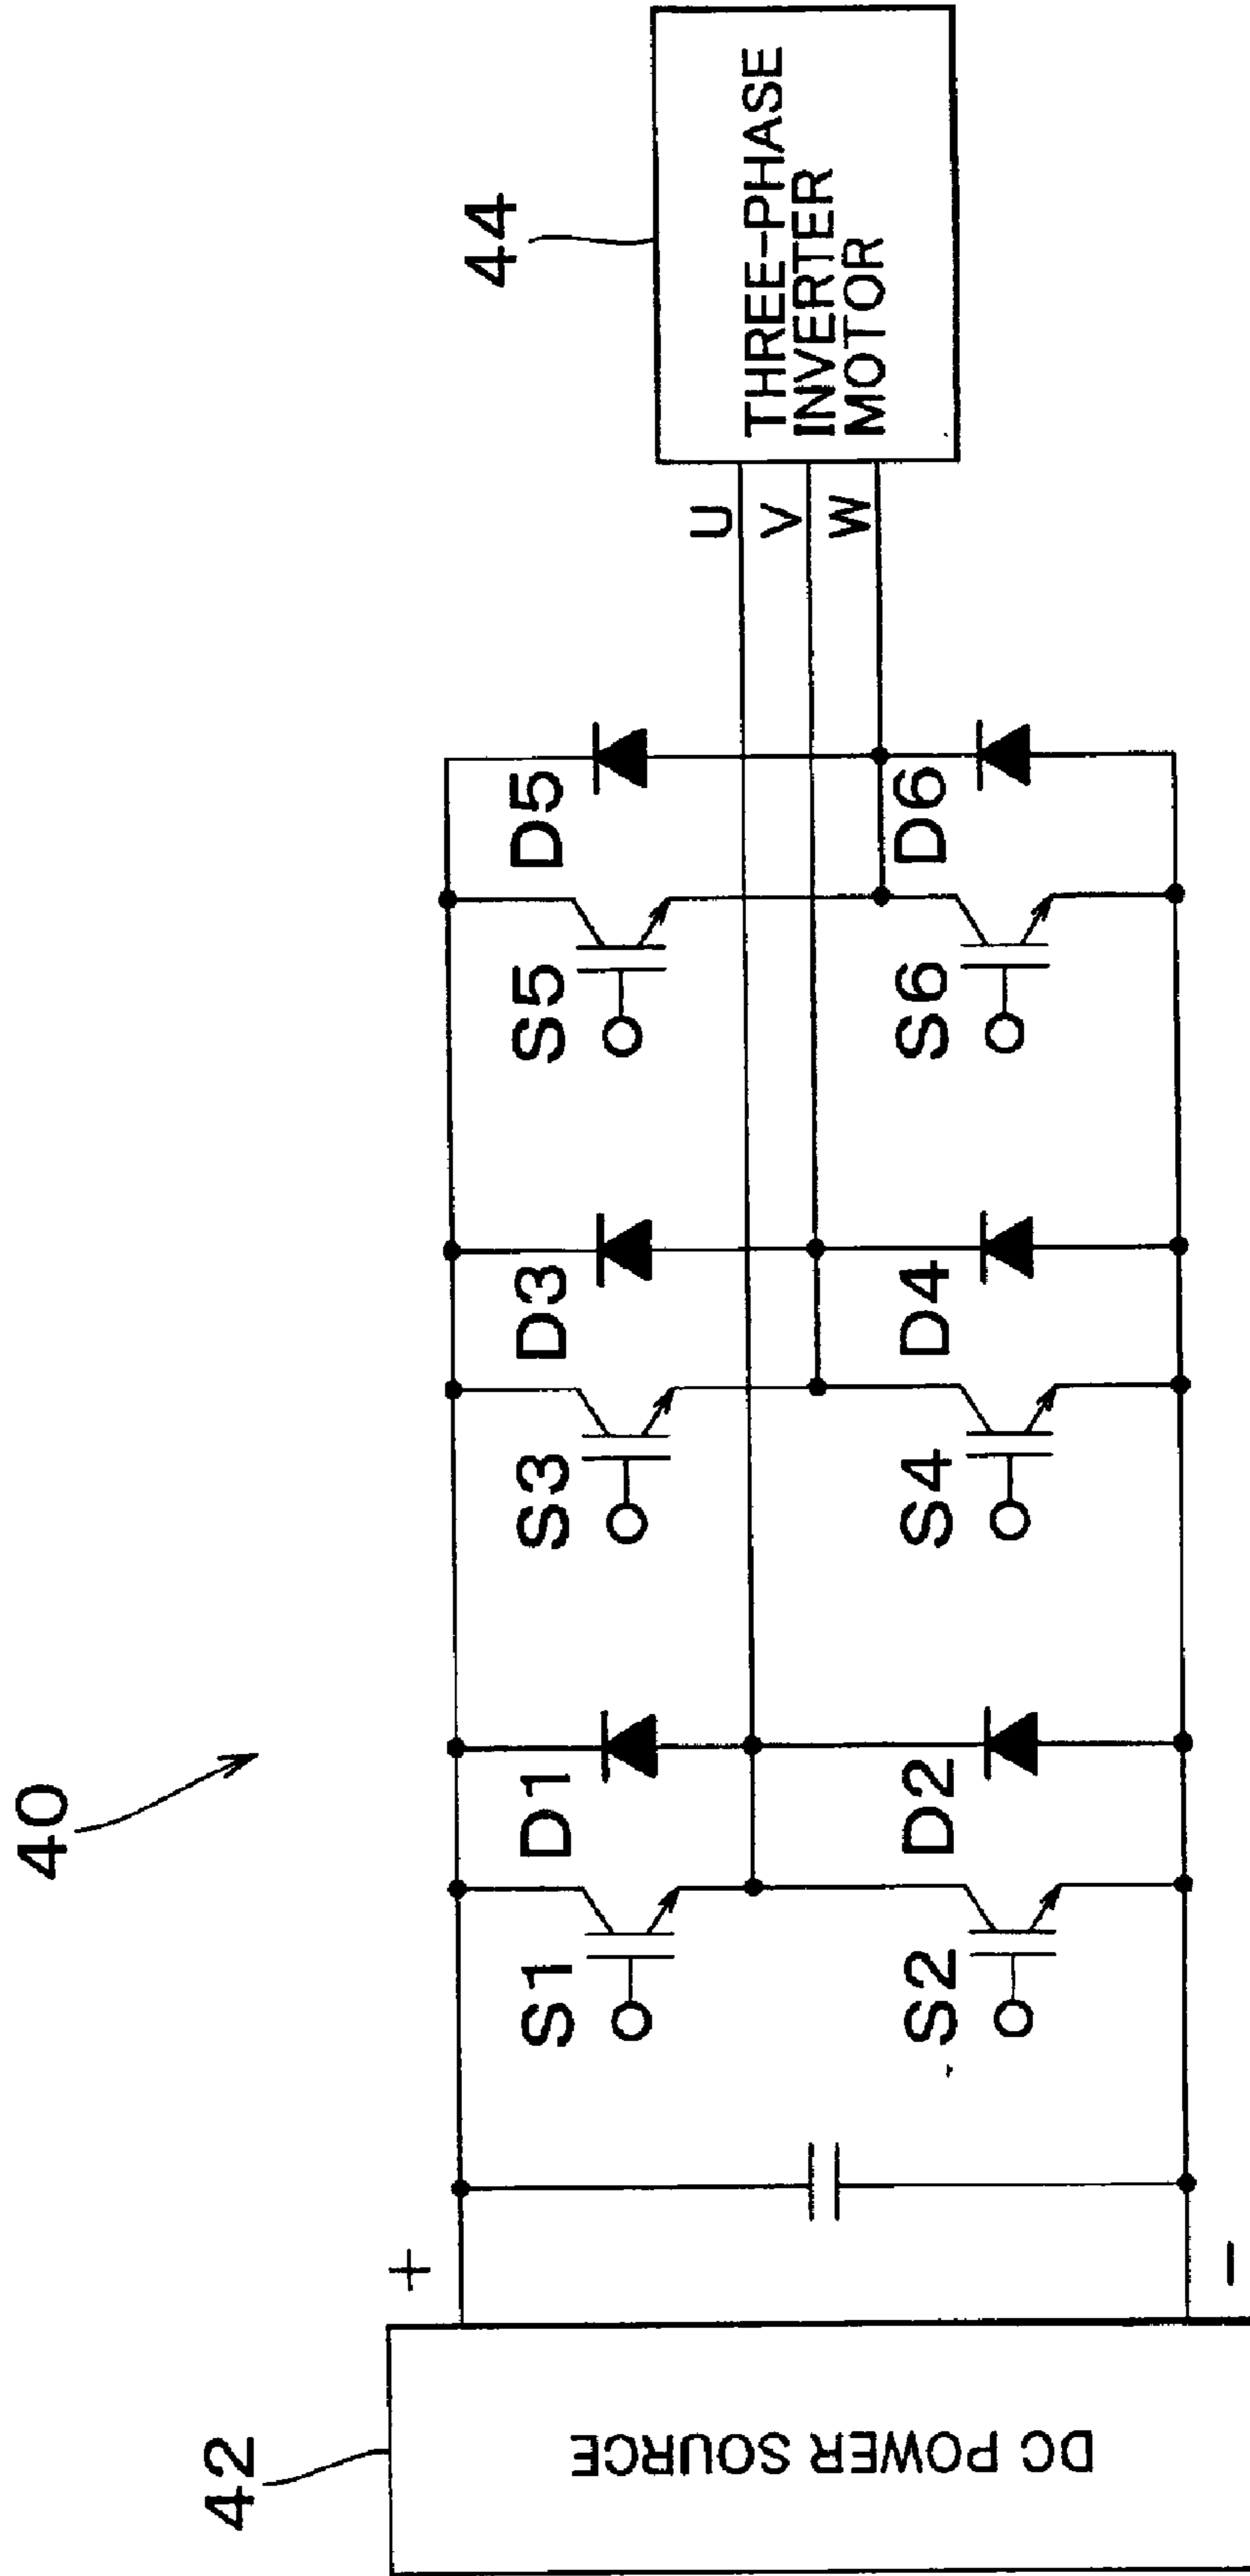 40
42
DC POWER SOURCE
+
−
S1
D1
S3
D3
S5
D5
S2
D2
S4
D4
S6
D6
U
V
W
44
THREE-PHASE
INVERTER
MOTOR